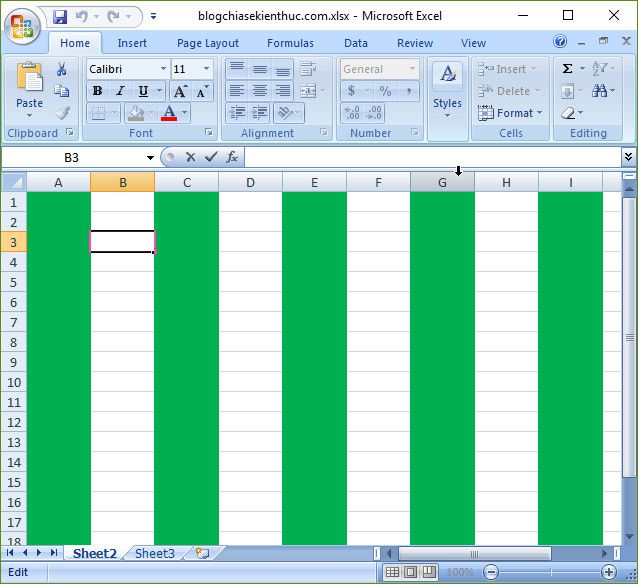 blogchiasekienthuc.com.xlsx - Microsoft Excel
Home Insert Page Layout Formulas Data Review View
Paste
Calibri 11
B I U A A
A
General
$ % ,
.0 .00 .00 .0
Styles
Insert
Delete
Format
Σ A Z
Clipboard Font Alignment Number Cells Editing
B3 fx
A B C D E F G H I
1
2
3
4
5
6
7
8
9
10
11
12
13
14
15
16
17
18
Sheet2 Sheet3
Edit 100%